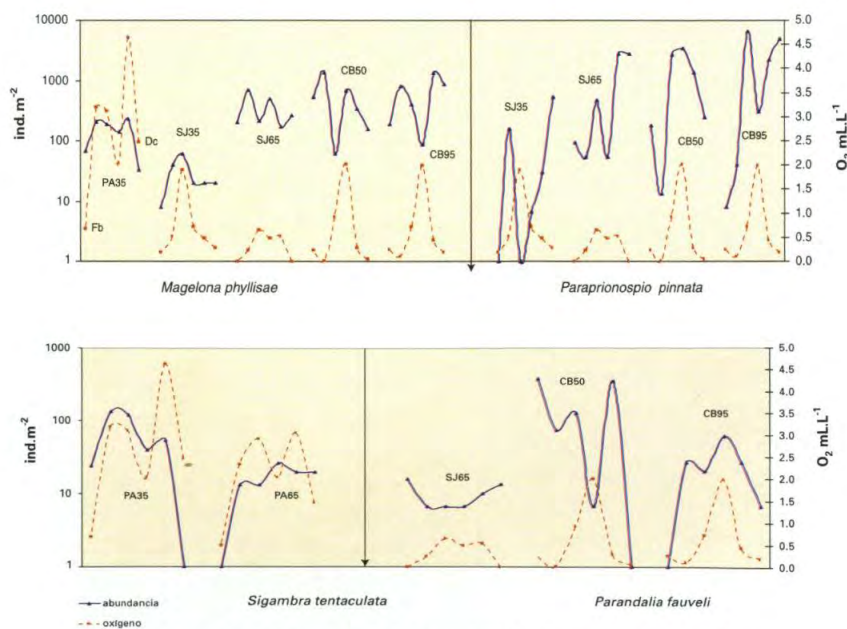 10000
1000
100
10
1
ind. m-2
5.0
4.5
4.0
3.5
3.0
2.5
2.0
1.5
1.0
0.5
0.0
O2 mL.L-1
PA35
Fb
Dc
SJ35
SJ65
CB50
CB95
SJ35
SJ65
CB50
CB95
Magelona phyllisae
Paraprionospio pinnata
1000
100
10
1
ind.m-2
5.0
4.5
4.0
3.5
3.0
2.5
2.0
1.5
1.0
0.5
0.0
O2 mL.L-1
PA35
PA65
SJ65
CB50
CB95
abundancia
oxígeno
Sigambra tentaculata
Parandalia fauveli